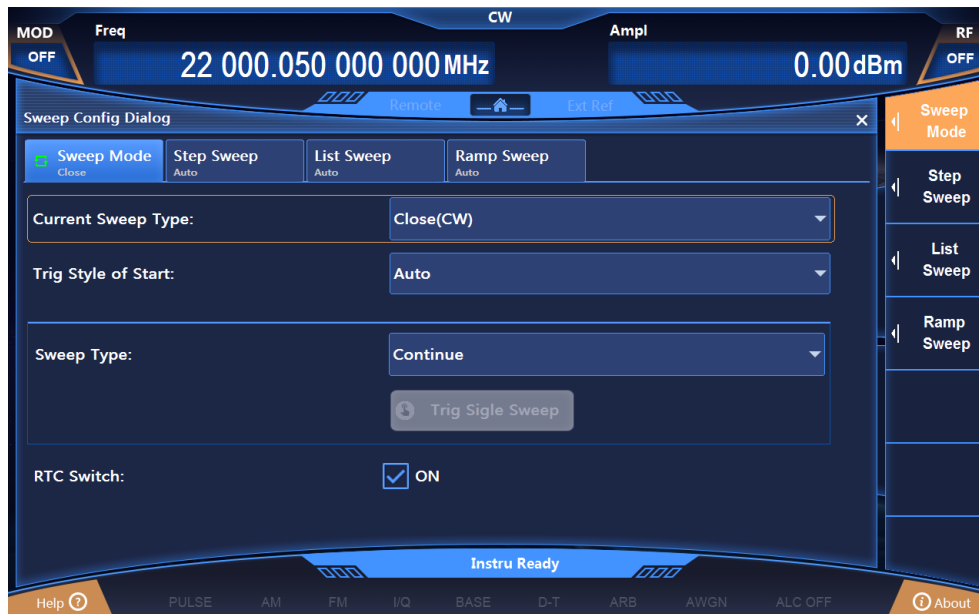 CW
MOD
OFF
Freq
22 000.050 000 000 MHz
Ampl
0.00 dBm
RF
OFF
Remote
Ext Ref
Sweep Config Dialog
Sweep Mode
Close
Step Sweep
Auto
List Sweep
Auto
Ramp Sweep
Auto
Current Sweep Type:
Close(CW)
Trig Style of Start:
Auto
Sweep Type:
Continue
Trig Sigle Sweep
RTC Switch:
ON
Sweep
Mode
Step
Sweep
List
Sweep
Ramp
Sweep
Instru Ready
Help ?
PULSE AM FM I/Q BASE D-T ARB AWGN ALC OFF
i About